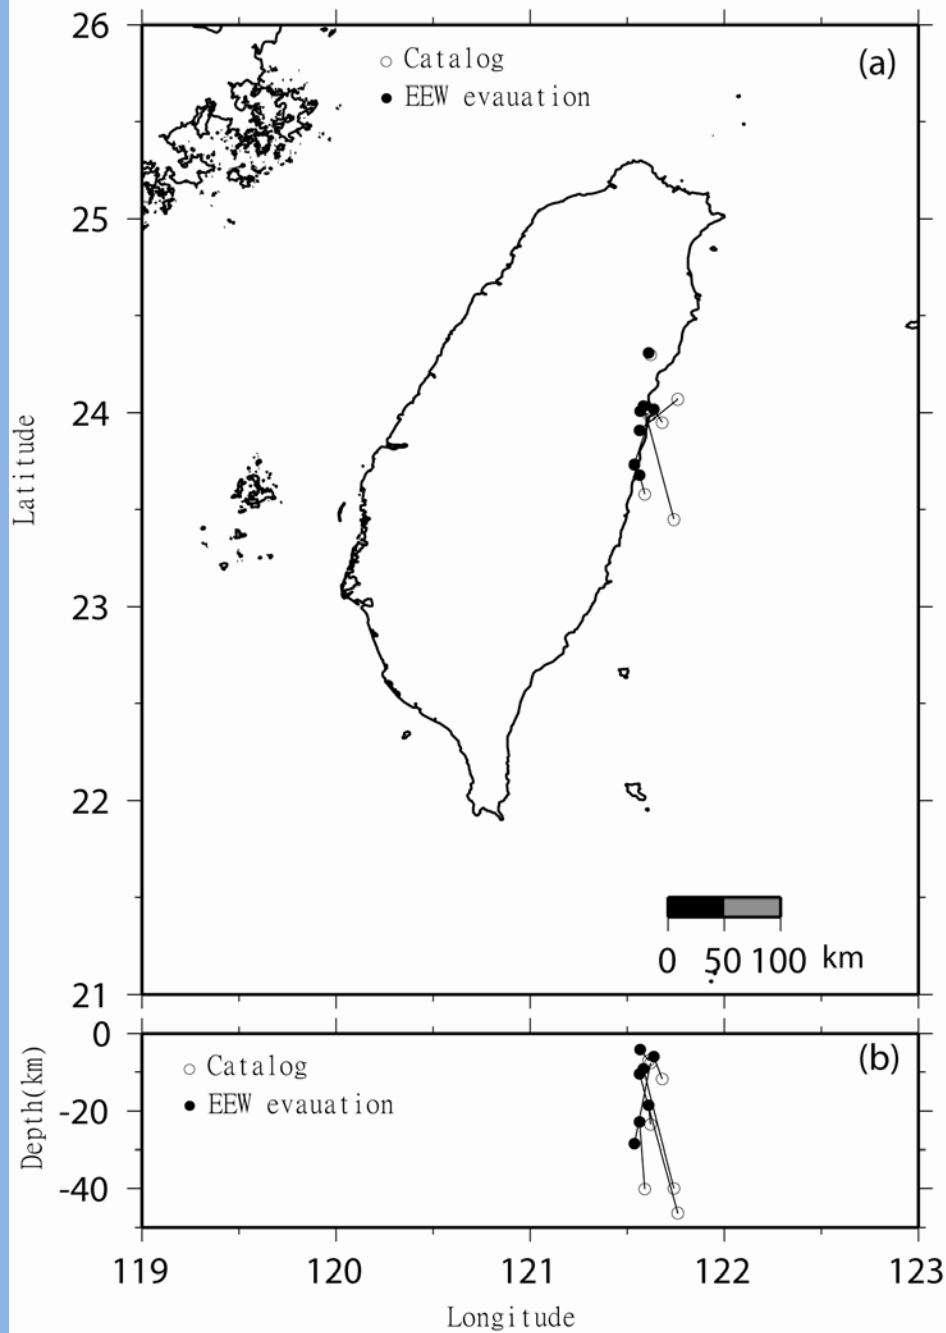 26
Catalog
(a)
EEW evauation
25
24
Latitude
23
22
0 50 100 km
21
0
Catalog
(b)
EEW evauation
-20
Depth(km)
-40
119 120 121 122 123
Longitude